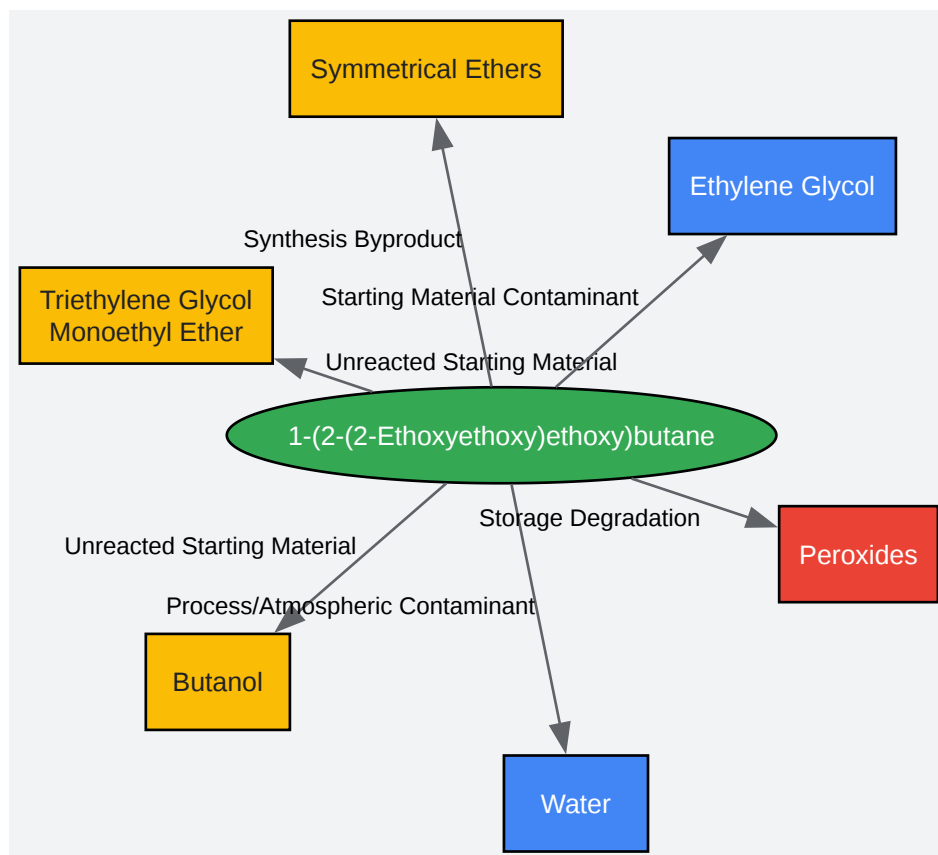 Symmetrical Ethers
Ethylene Glycol
Synthesis Byproduct
Triethylene Glycol
Monoethyl Ether
Starting Material Contaminant
Unreacted Starting Material
1-(2-(2-Ethoxyethoxy)ethoxy)butane
Storage Degradation
Peroxides
Unreacted Starting Material
Process/Atmospheric Contaminant
Butanol
Water